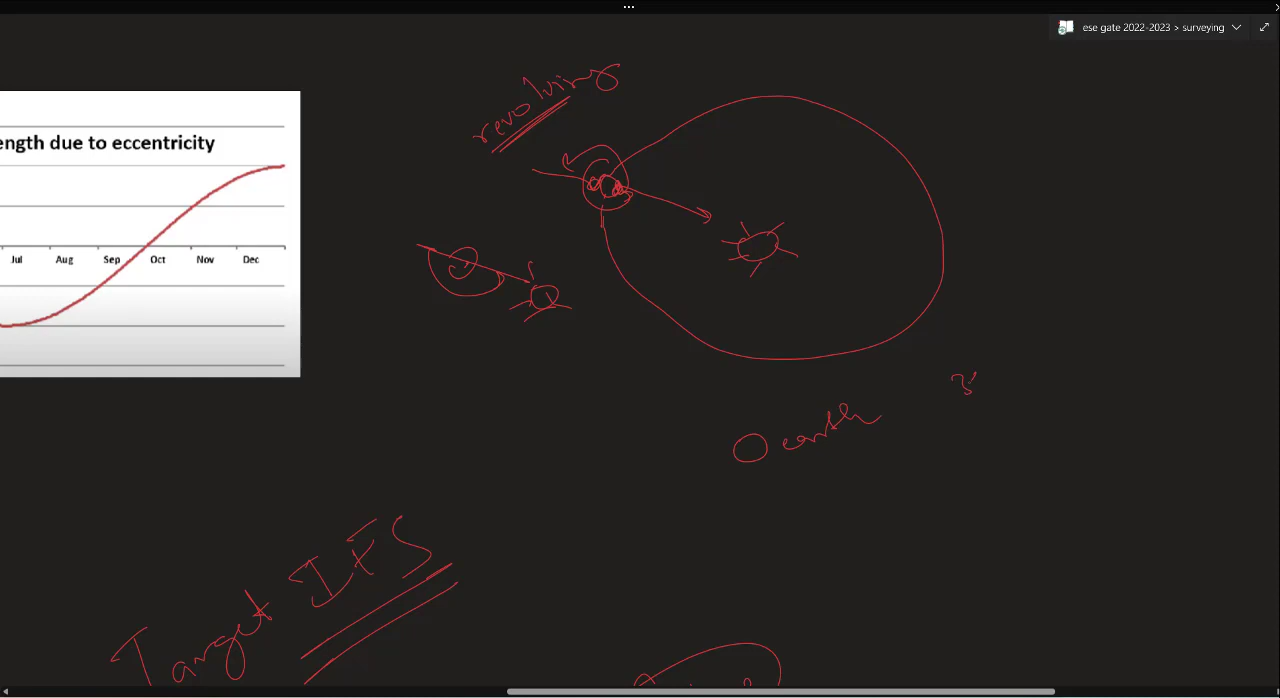 ese gate 2022-2023 > surveying
revolving
ength due to eccentricity
Jul Aug Sep Oct Nov Dec
earth
Target IFS